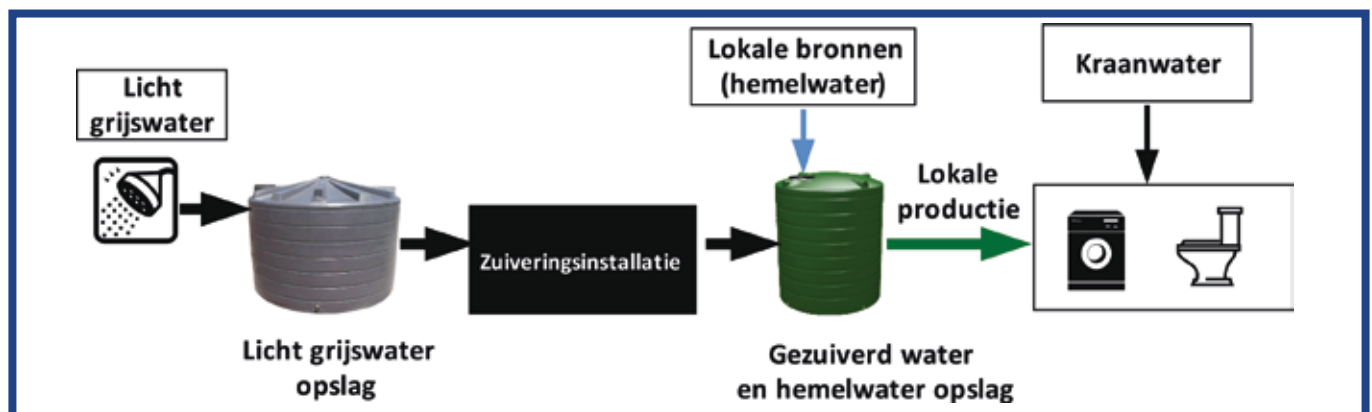 Licht
grijswater
Lokale bronnen
(hemelwater)
Kraanwater
Zuiveringsinstallatie
Lokale
productie
Licht grijswater
opslag
Gezuiverd water
en hemelwater opslag